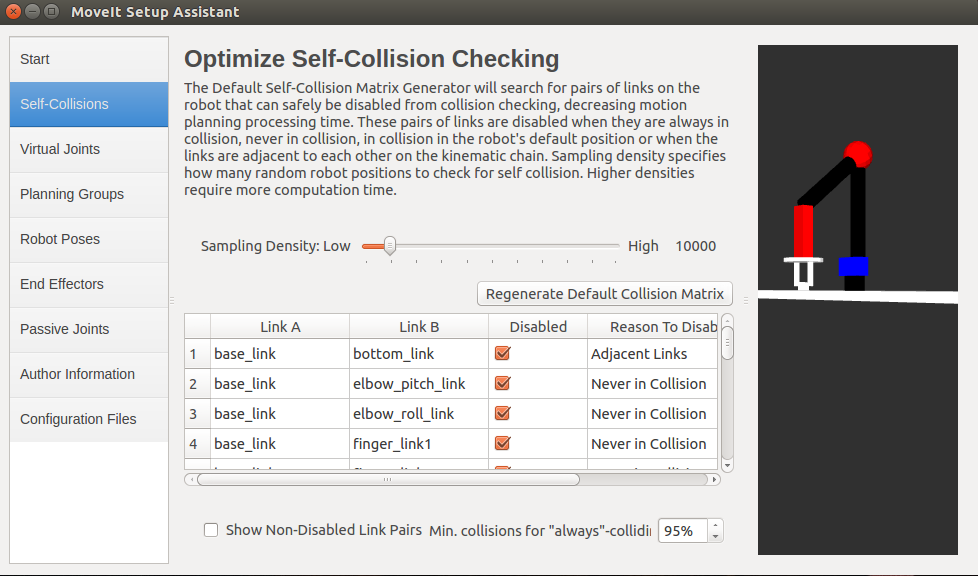 MoveIt Setup Assistant
Start
Self-Collisions
Virtual Joints
Planning Groups
Robot Poses
End Effectors
Passive Joints
Author Information
Configuration Files
Optimize Self-Collision Checking
The Default Self-Collision Matrix Generator will search for pairs of links on the
robot that can safely be disabled from collision checking, decreasing motion
planning processing time. These pairs of links are disabled when they are always in
collision, never in collision, in collision in the robot's default position or when the
links are adjacent to each other on the kinematic chain. Sampling density specifies
how many random robot positions to check for self collision. Higher densities
require more computation time.
Sampling Density: Low High 10000
Regenerate Default Collision Matrix
Link A Link B Disabled Reason To Disab
1 base_link bottom_link Adjacent Links
2 base_link elbow_pitch_link Never in Collision
3 base_link elbow_roll_link Never in Collision
4 base_link finger_link1 Never in Collision
Show Non-Disabled Link Pairs Min. collisions for "always"-collidi 95%